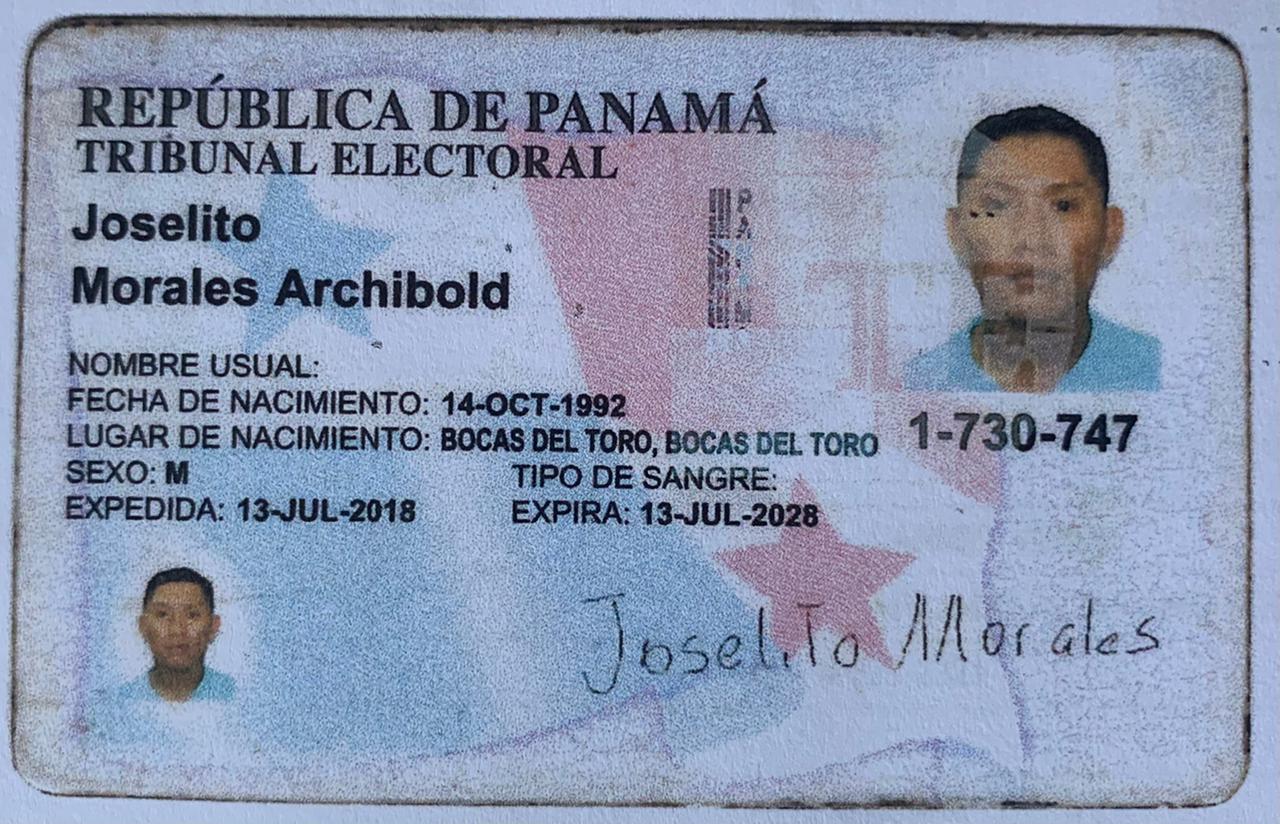 REPÚBLICA DE PANAMÁ
TRIBUNAL ELECTORAL
Joselito
Morales Archibold
NOMBRE USUAL:
FECHA DE NACIMIENTO: 14-OCT-1992
LUGAR DE NACIMIENTO: BOCAS DEL TORO, BOCAS DEL TORO
1-730-747
SEXO: M TIPO DE SANGRE:
EXPEDIDA: 13-JUL-2018 EXPIRA: 13-JUL-2028
Joselito Morales